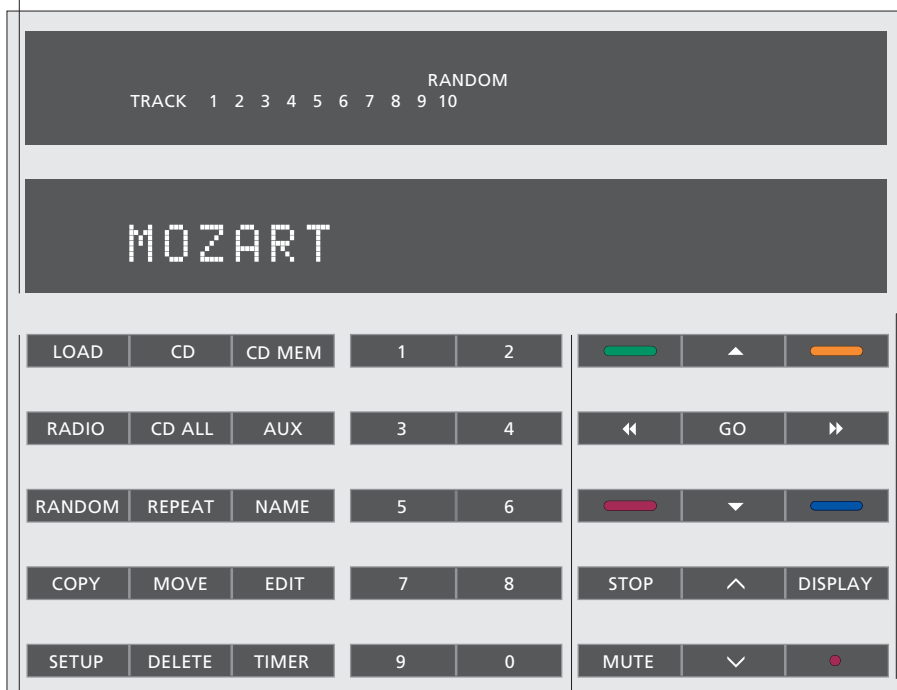 RANDOM
TRACK 1 2 3 4 5 6 7 8 9 10
MOZART
LOAD CD CD MEM 1 2
RADIO CD ALL AUX 3 4 GO
RANDOM REPEAT NAME 5 6
COPY MOVE EDIT 7 8 STOP DISPLAY
SETUP DELETE TIMER 9 0 MUTE